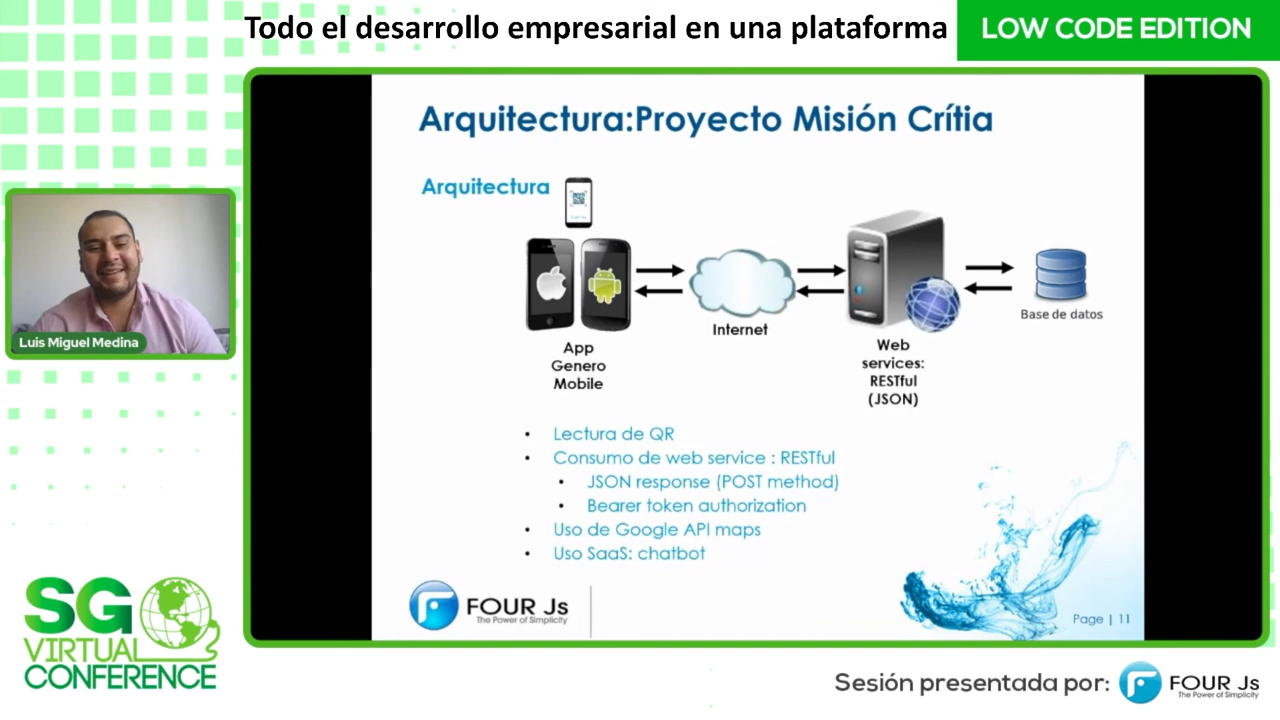 Todo el desarrollo empresarial en una plataforma
LOW CODE EDITION
Arquitectura:Proyecto Misión Crítia
Arquitectura
App
Genero
Mobile
Internet
Web
services:
RESTful
(JSON)
Base de datos
• Lectura de QR
• Consumo de web service : RESTful
• JSON response (POST method)
• Bearer token authorization
• Uso de Google API maps
• Uso SaaS: chatbot
FOUR Js
The Power of Simplicity
Page | 11
Luis Miguel Medina
SG
VIRTUAL
CONFERENCE
Sesión presentada por:
FOUR Js
The Power of Simplicity